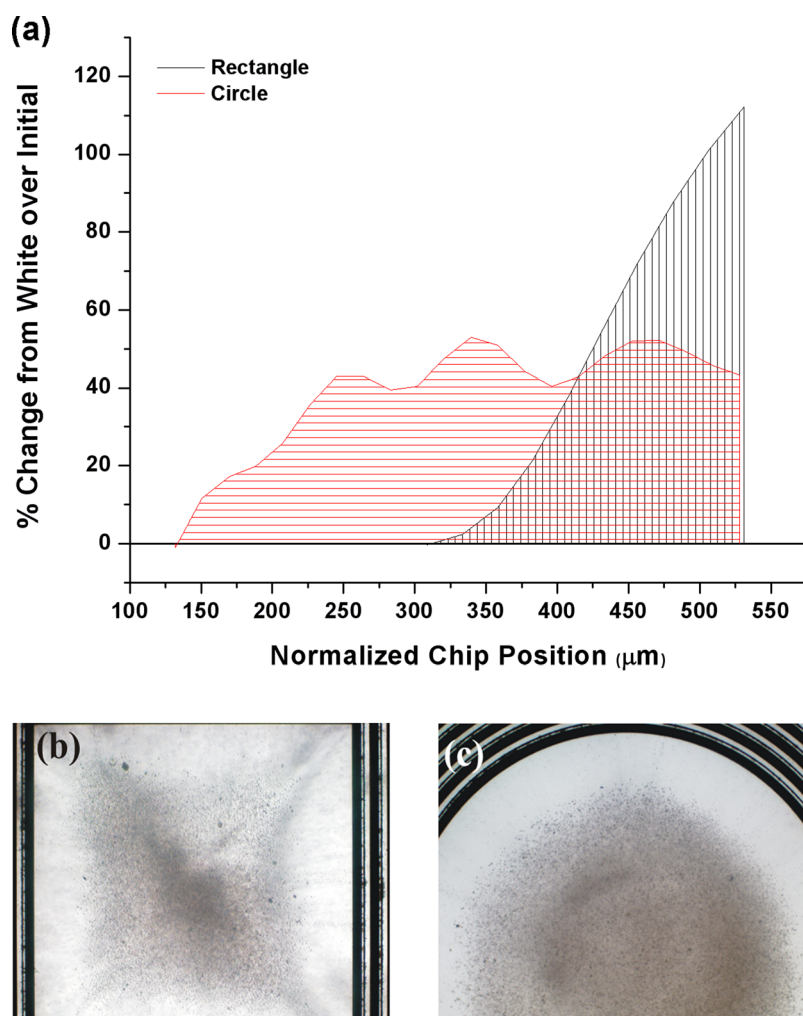 (a)
Rectangle
Circle
% Change from White over Initial
120
100
80
60
40
20
0
100 150 200 250 300 350 400 450 500 550
Normalized Chip Position (μm)
(b)
(c)